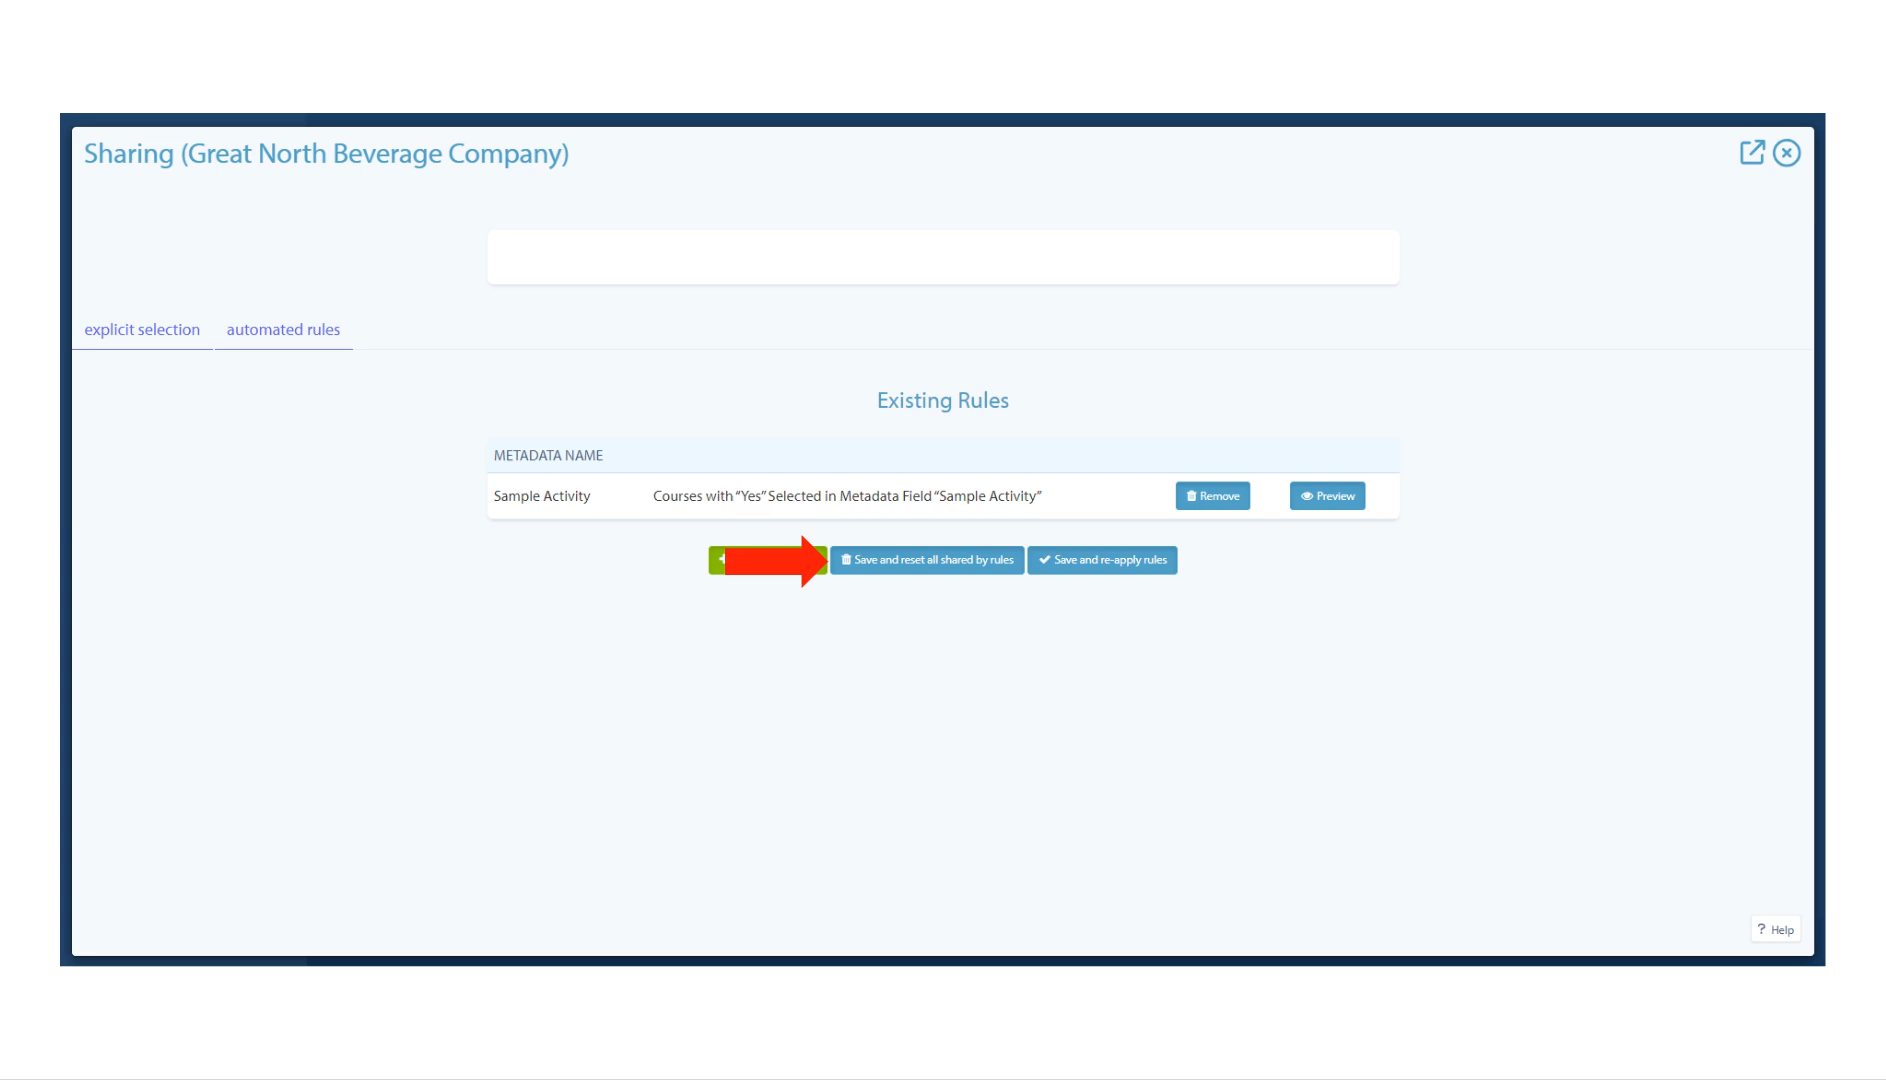 Sharing (Great North Beverage Company)
explicit selection automated rules
Existing Rules
METADATA NAME
Sample Activity Courses with “Yes” Selected in Metadata Field “Sample Activity” Remove Preview
Save and reset all shared by rules Save and re-apply rules
? Help